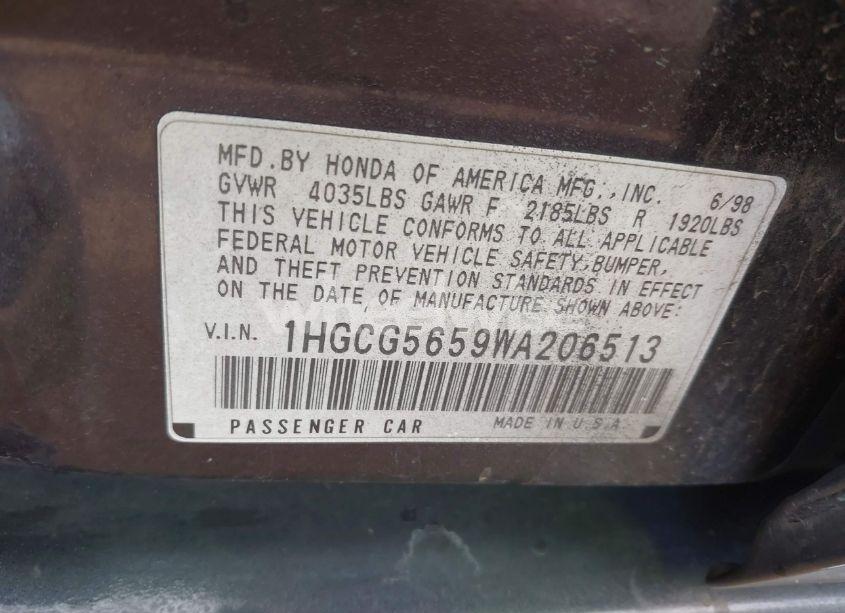 MFD.BY HONDA OF AMERICA MFG.,INC. 6/98
GVWR 4035LBS GAWR F 2185LBS R 1920LBS
THIS VEHICLE CONFORMS TO ALL APPLICABLE
FEDERAL MOTOR VEHICLE SAFETY,BUMPER,
AND THEFT PREVENTION STANDARDS IN EFFECT
ON THE DATE OF MANUFACTURE SHOWN ABOVE:
V.I.N. 1HGCG5659WA206513
PASSENGER CAR MADE IN U.S.A.